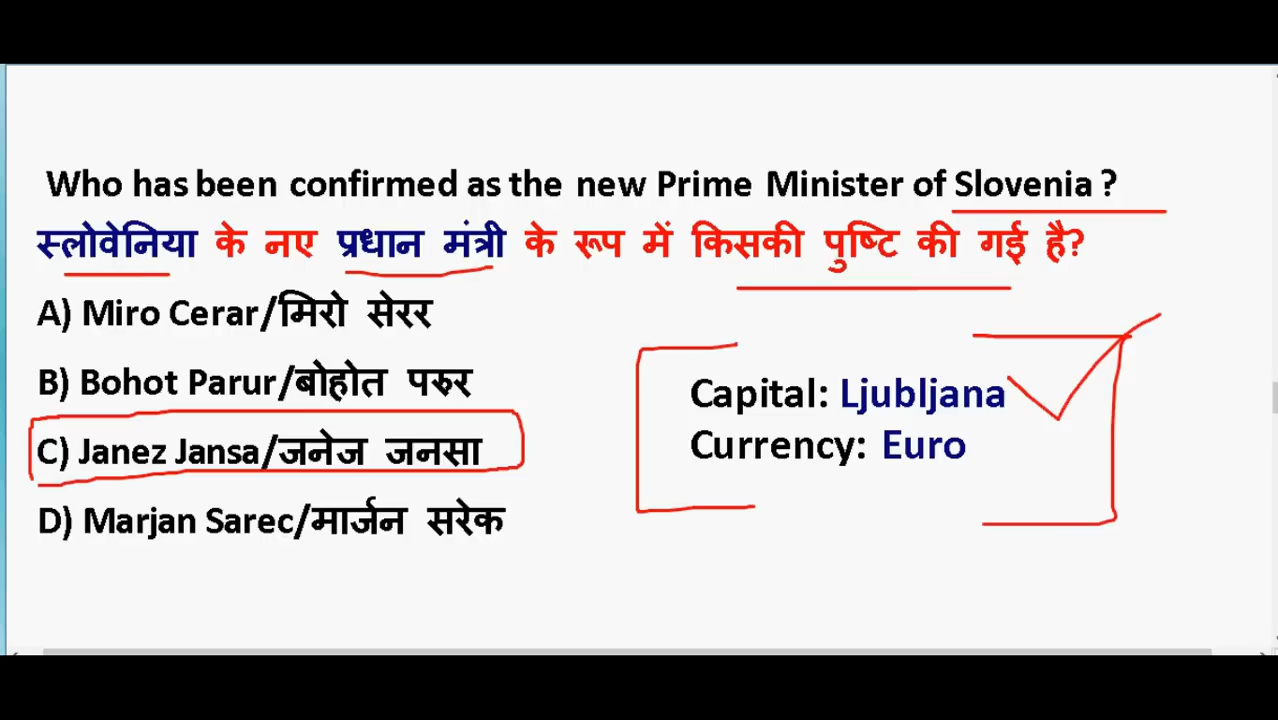 Who has been confirmed as the new Prime Minister of Slovenia ?
स्लोवेनिया के नए प्रधान मंत्री के रूप में किसकी पुष्टि की गई है?
A) Miro Cerar/मिरो सेरर
B) Bohot Parur/बोहोत परुर
C) Janez Jansa/जनेज जनसा
D) Marjan Sarec/मार्जन सरेक
Capital: Ljubljana
Currency: Euro